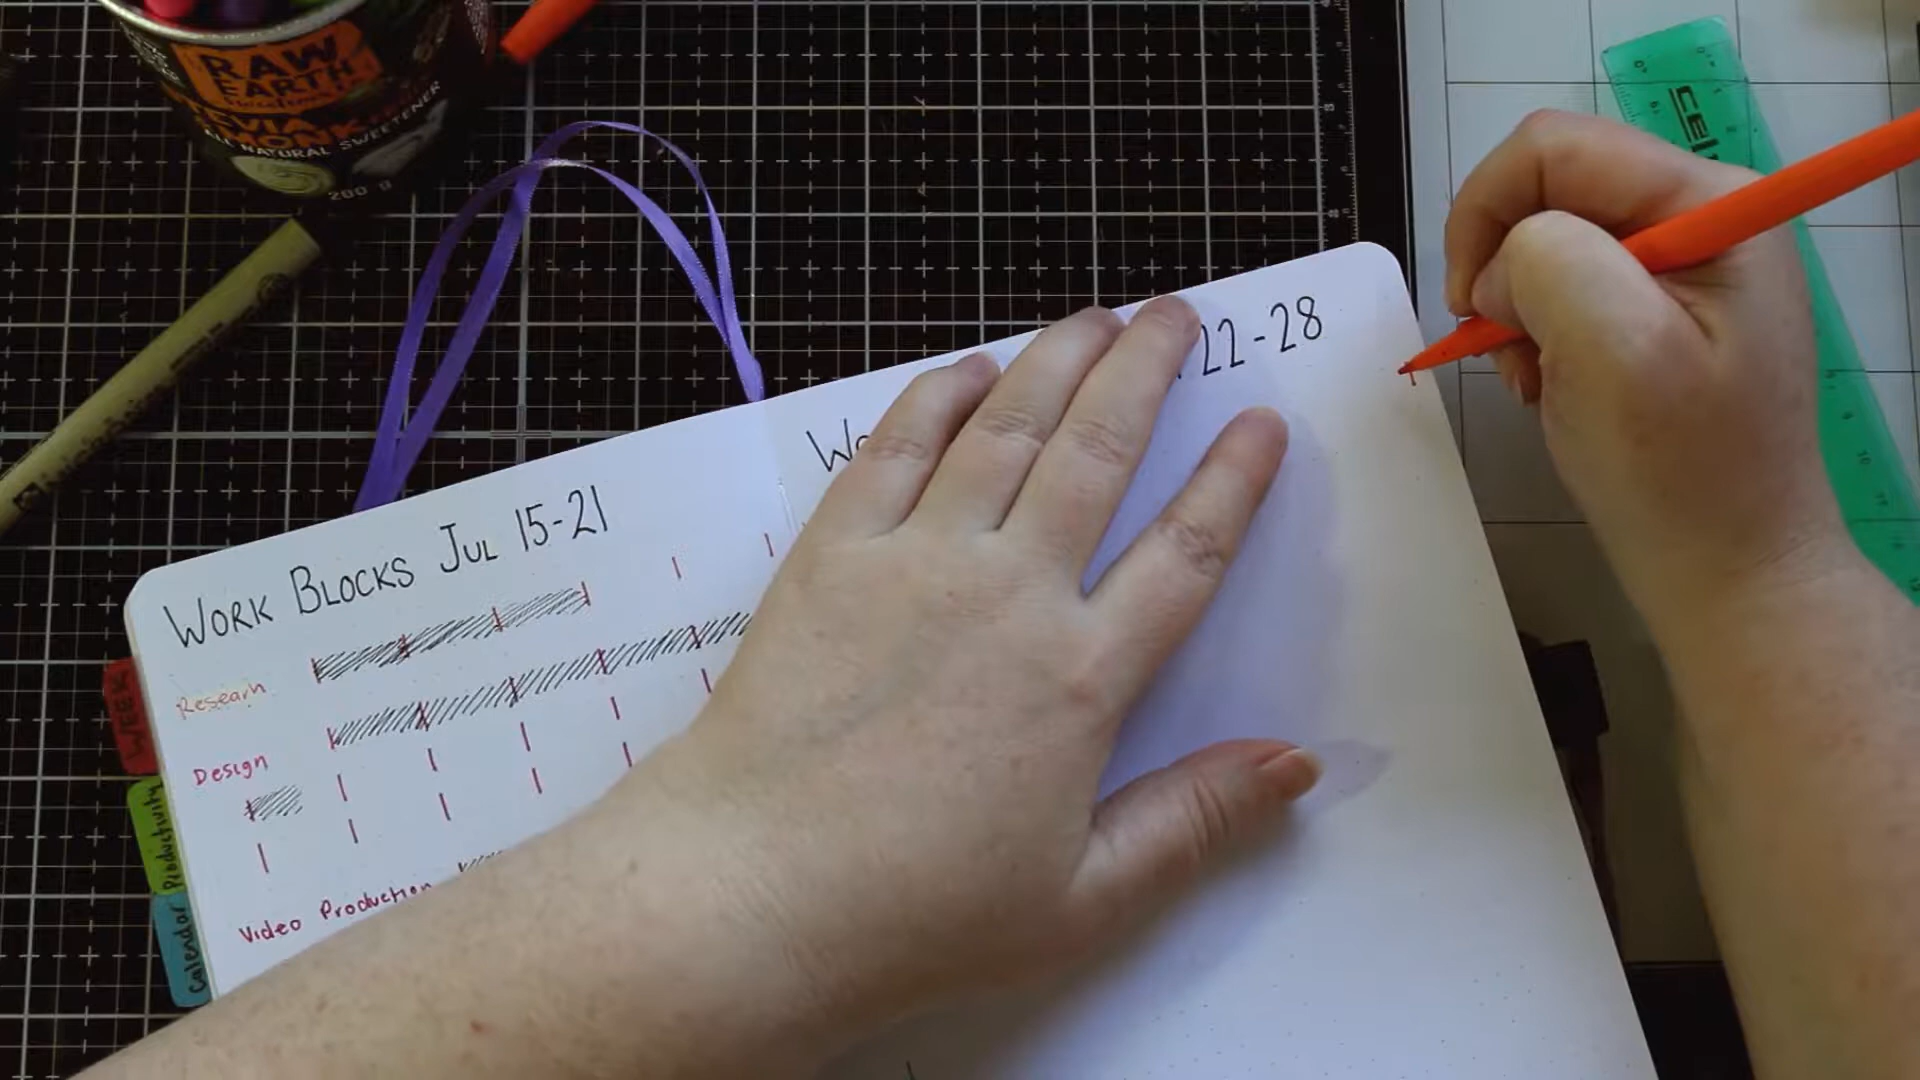 RAW
EARTH
ALL NATURAL SWEETENER
200 g
WORK BLOCKS JUL 15-21
22-28
Researh
Design
Video Production
WEEK
Productivity
Calendar